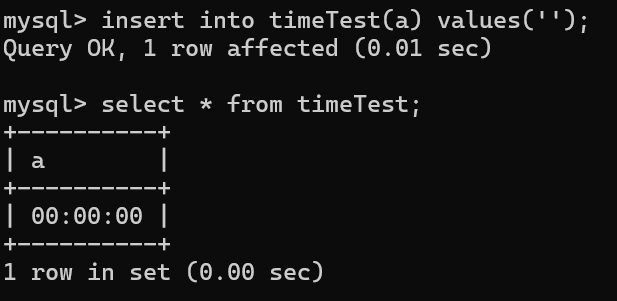 mysql> insert into timeTest(a) values('');
Query OK, 1 row affected (0.01 sec)
mysql> select * from timeTest;
+----------+
| a        |
+----------+
| 00:00:00 |
+----------+
1 row in set (0.00 sec)